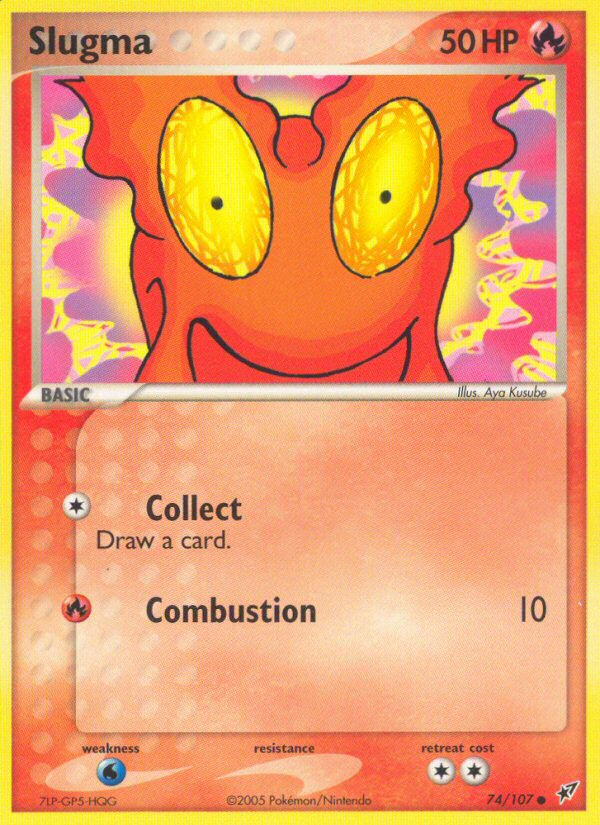 Slugma
50 HP
BASIC
Illus. Aya Kusube
Collect
Draw a card.
Combustion 10
weakness resistance retreat cost
7LP-GP5-HQG ©2005 Pokémon/Nintendo 74/107